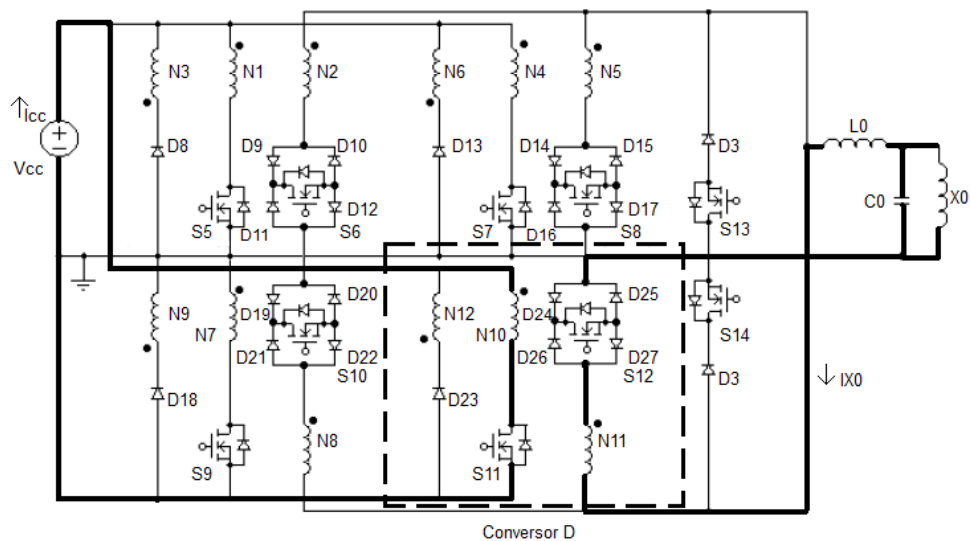 N3
N1
N2
N6
N4
N5
Icc
+
−
Vcc
D8
D9
D10
D13
D14
D15
D3
L0
C0
X0
D12
D17
S5
D11
S6
S7
D16
S8
S13
N9
N7
D19
D20
N12
N10
D24
D25
S14
D21
D22
S10
D26
D27
S12
D3
IX0
D18
D23
S9
N8
S11
N11
Conversor D